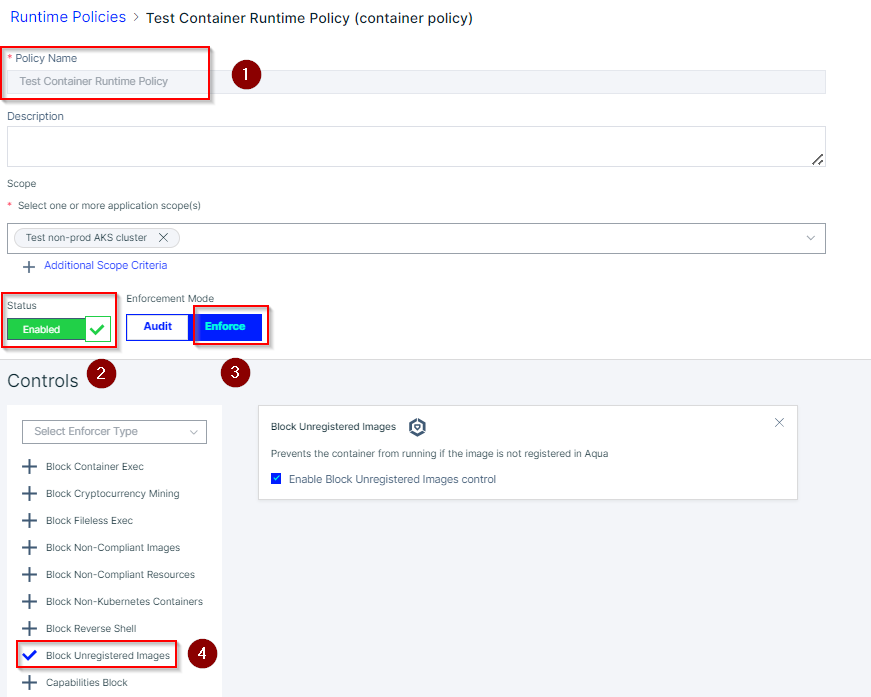 Runtime Policies > Test Container Runtime Policy (container policy)
* Policy Name
Test Container Runtime Policy
1
Description
Scope
* Select one or more application scope(s)
Test non-prod AKS cluster
Additional Scope Criteria
Status
Enforcement Mode
Enabled
Audit
Enforce
2
3
Controls
Select Enforcer Type
Block Container Exec
Block Cryptocurrency Mining
Block Fileless Exec
Block Non-Compliant Images
Block Non-Compliant Resources
Block Non-Kubernetes Containers
Block Reverse Shell
Block Unregistered Images
4
Capabilities Block
Block Unregistered Images
Prevents the container from running if the image is not registered in Aqua
Enable Block Unregistered Images control